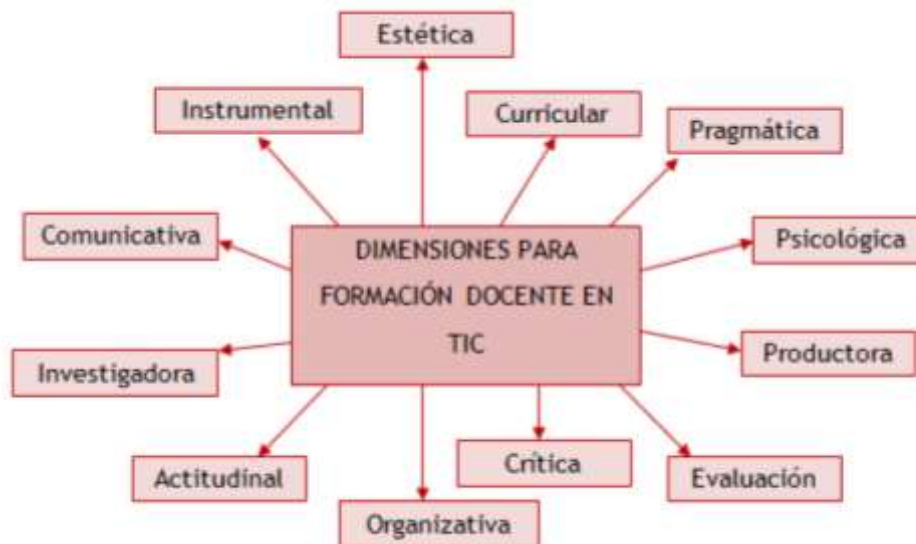 Estética
Instrumental
Curricular
Pragmática
Comunicativa
DIMENSIONES PARA
FORMACIÓN DOCENTE EN
TIC
Psicológica
Investigadora
Productora
Actitudinal
Crítica
Evaluación
Organizativa